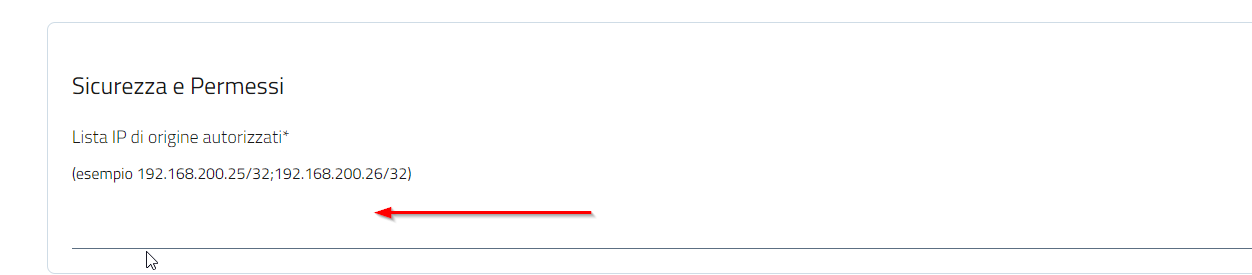 Sicurezza e Permessi
Lista IP di origine autorizzati*
(esempio 192.168.200.25/32;192.168.200.26/32)